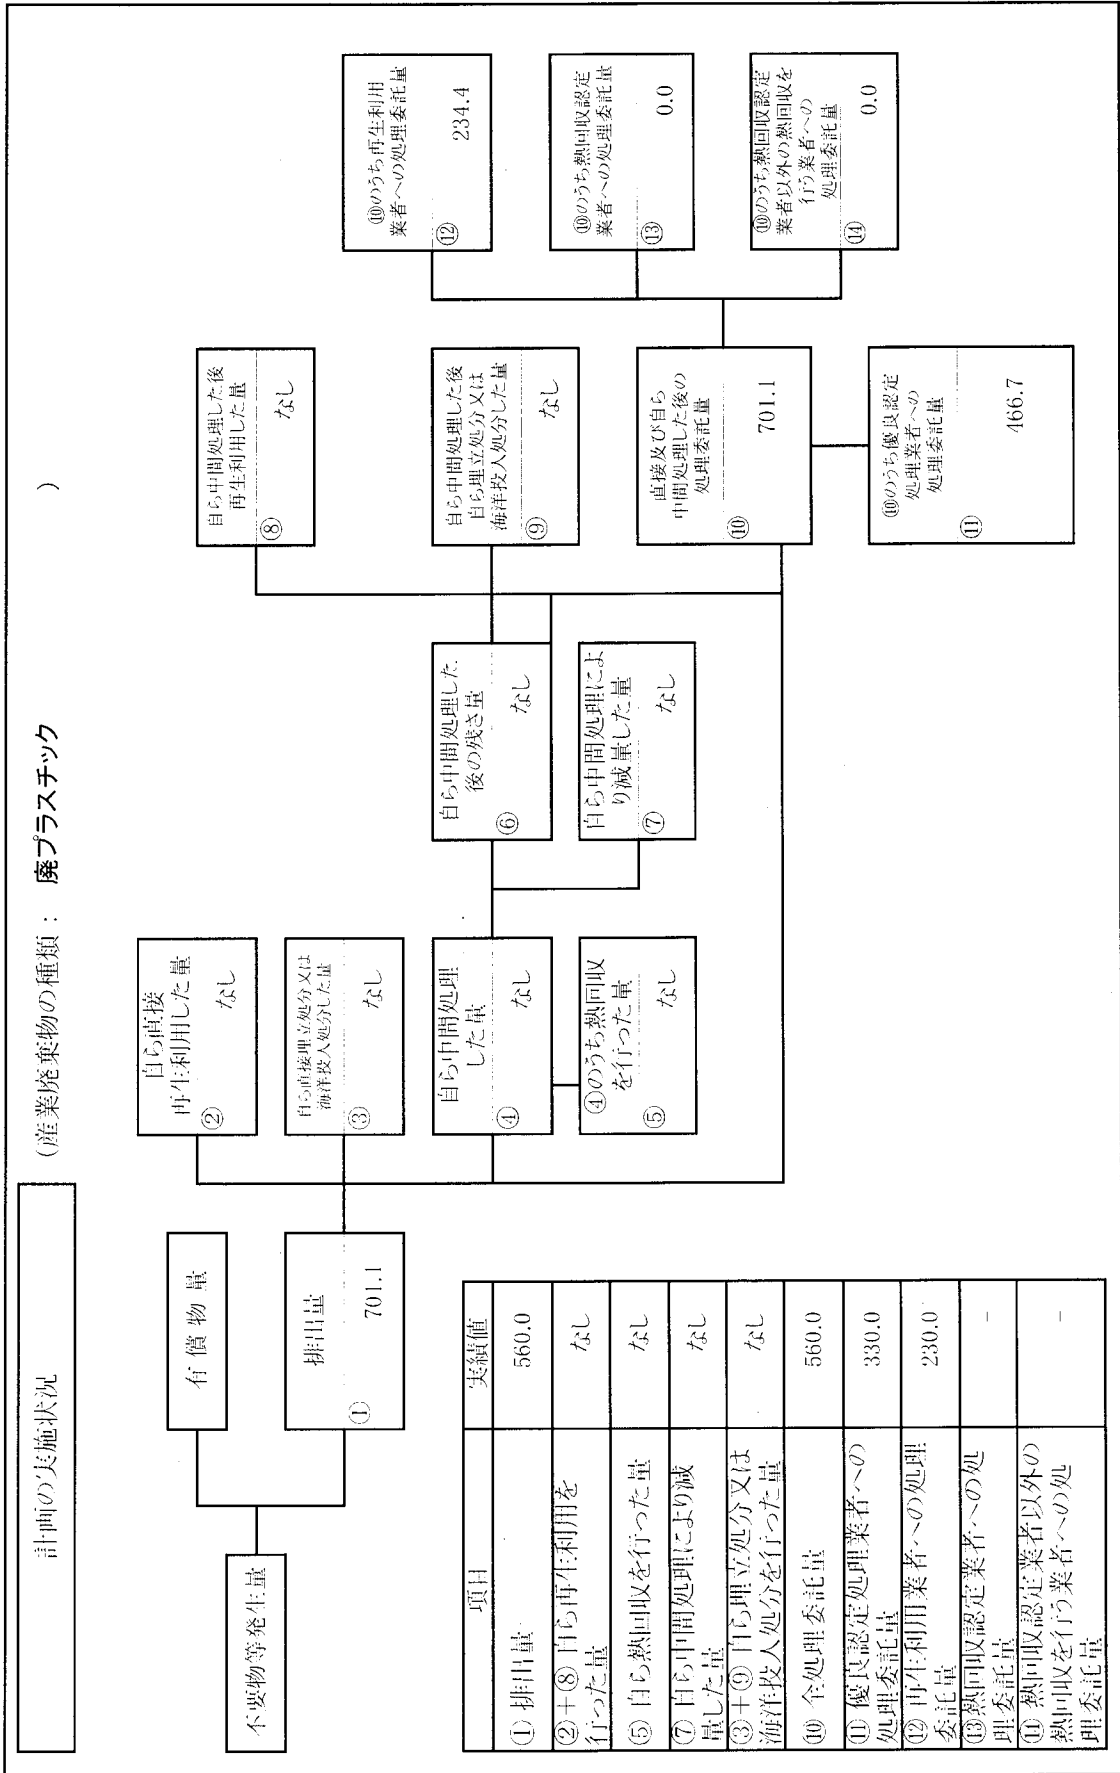 計画の実施状況
(産業廃棄物の種類： 廃プラスチック )
不要物等発生量
有 償 物 量
排出量
① 701.1
自ら直接
再生利用した量
② なし
自ら直接埋立処分又は
海洋投入処分した量
③ なし
自ら中間処理
した量
④ なし
④のうち熱回収
を行った量
⑤ なし
自ら中間処理した
後の残さ量
⑥ なし
自ら中間処理によ
り減量した量
⑦ なし
自ら中間処理した後
再生利用した量
⑧ なし
自ら中間処理した後
自ら埋立処分又は
海洋投入処分した量
⑨ なし
直接及び自ら
中間処理した後の
処理委託量
⑩ 701.1
⑩のうち優良認定
処理業者への
処理委託量
⑪ 466.7
⑩のうち再生利用
業者への処理委託量
⑫ 234.4
⑩のうち熱回収認定
業者への処理委託量
⑬ 0.0
⑩のうち熱回収認定
業者以外の熱回収を
行う業者への
処理委託量
⑭ 0.0
項目 実績値
① 排出量 560.0
②＋⑧ 自ら再生利用を
行った量 なし
⑤ 自ら熱回収を行った量 なし
⑦ 自ら中間処理により減
量した量 なし
③＋⑨ 自ら埋立処分又は
海洋投入処分を行った量 なし
⑩ 全処理委託量 560.0
⑪ 優良認定処理業者への
処理委託量 330.0
⑫ 再生利用業者への処理
委託量 230.0
⑬熱回収認定業者への処
理委託量 －
⑭ 熱回収認定業者以外の
熱回収を行う業者への処
理委託量 －